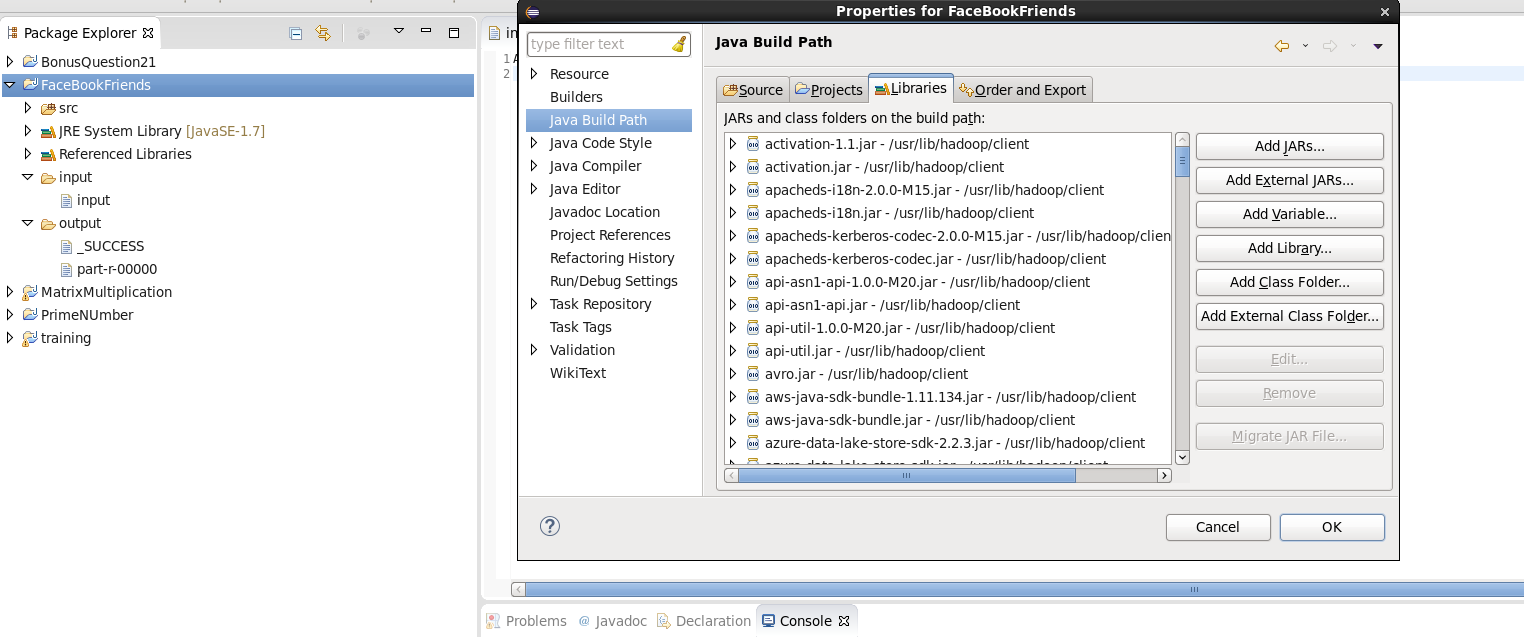 Properties for FaceBookFriends
Package Explorer
BonusQuestion21
FaceBookFriends
src
JRE System Library [JavaSE-1.7]
Referenced Libraries
input
input
output
_SUCCESS
part-r-00000
MatrixMultiplication
PrimeNUmber
training
in
1
2
type filter text
Resource
Builders
Java Build Path
Java Code Style
Java Compiler
Java Editor
Javadoc Location
Project References
Refactoring History
Run/Debug Settings
Task Repository
Task Tags
Validation
WikiText
Java Build Path
Source Projects Libraries Order and Export
JARs and class folders on the build path:
activation-1.1.jar - /usr/lib/hadoop/client
activation.jar - /usr/lib/hadoop/client
apacheds-i18n-2.0.0-M15.jar - /usr/lib/hadoop/client
apacheds-i18n.jar - /usr/lib/hadoop/client
apacheds-kerberos-codec-2.0.0-M15.jar - /usr/lib/hadoop/clien
apacheds-kerberos-codec.jar - /usr/lib/hadoop/client
api-asn1-api-1.0.0-M20.jar - /usr/lib/hadoop/client
api-asn1-api.jar - /usr/lib/hadoop/client
api-util-1.0.0-M20.jar - /usr/lib/hadoop/client
api-util.jar - /usr/lib/hadoop/client
avro.jar - /usr/lib/hadoop/client
aws-java-sdk-bundle-1.11.134.jar - /usr/lib/hadoop/client
aws-java-sdk-bundle.jar - /usr/lib/hadoop/client
azure-data-lake-store-sdk-2.2.3.jar - /usr/lib/hadoop/client
Add JARs...
Add External JARs...
Add Variable...
Add Library...
Add Class Folder...
Add External Class Folder...
Edit...
Remove
Migrate JAR File...
Cancel
OK
Problems @ Javadoc Declaration Console